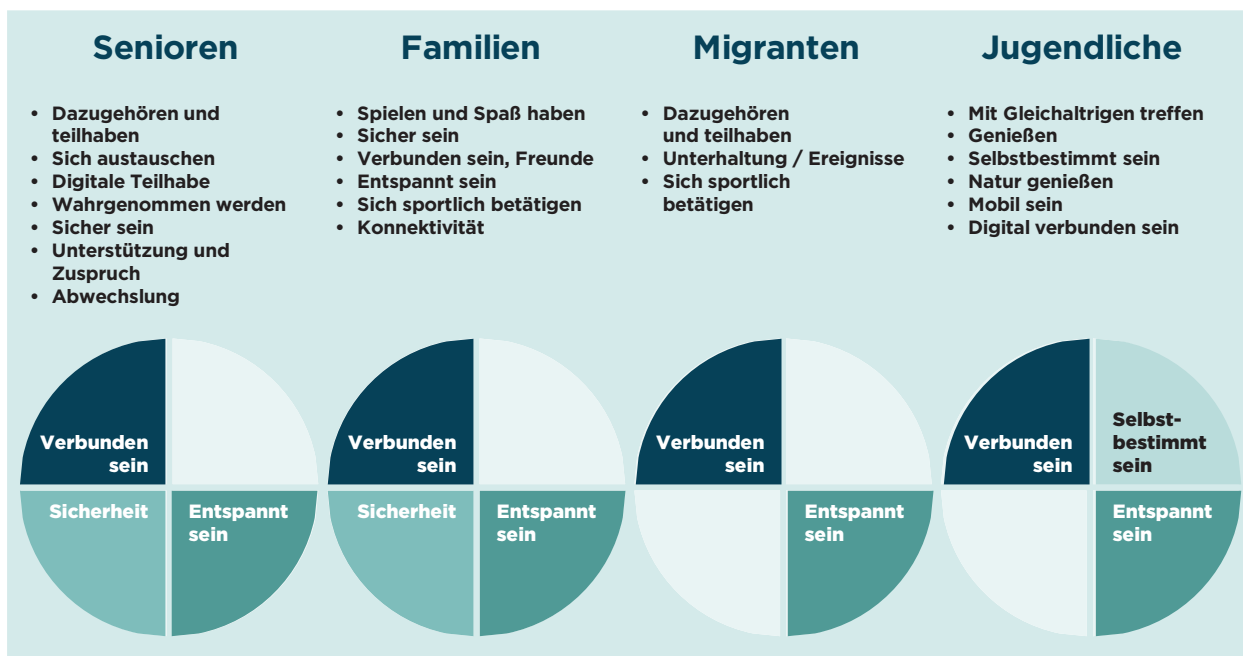 Senioren
• Dazugehören und
teilhaben
• Sich austauschen
• Digitale Teilhabe
• Wahrgenommen werden
• Sicher sein
• Unterstützung und
Zuspruch
• Abwechslung
Familien
• Spielen und Spaß haben
• Sicher sein
• Verbunden sein, Freunde
• Entspannt sein
• Sich sportlich betätigen
• Konnektivität
Migranten
• Dazugehören
und teilhaben
• Unterhaltung / Ereignisse
• Sich sportlich
betätigen
Jugendliche
• Mit Gleichaltrigen treffen
• Genießen
• Selbstbestimmt sein
• Natur genießen
• Mobil sein
• Digital verbunden sein
Verbunden
sein
Sicherheit
Entspannt
sein
Verbunden
sein
Sicherheit
Entspannt
sein
Verbunden
sein
Entspannt
sein
Verbunden
sein
Selbst-
bestimmt
sein
Entspannt
sein